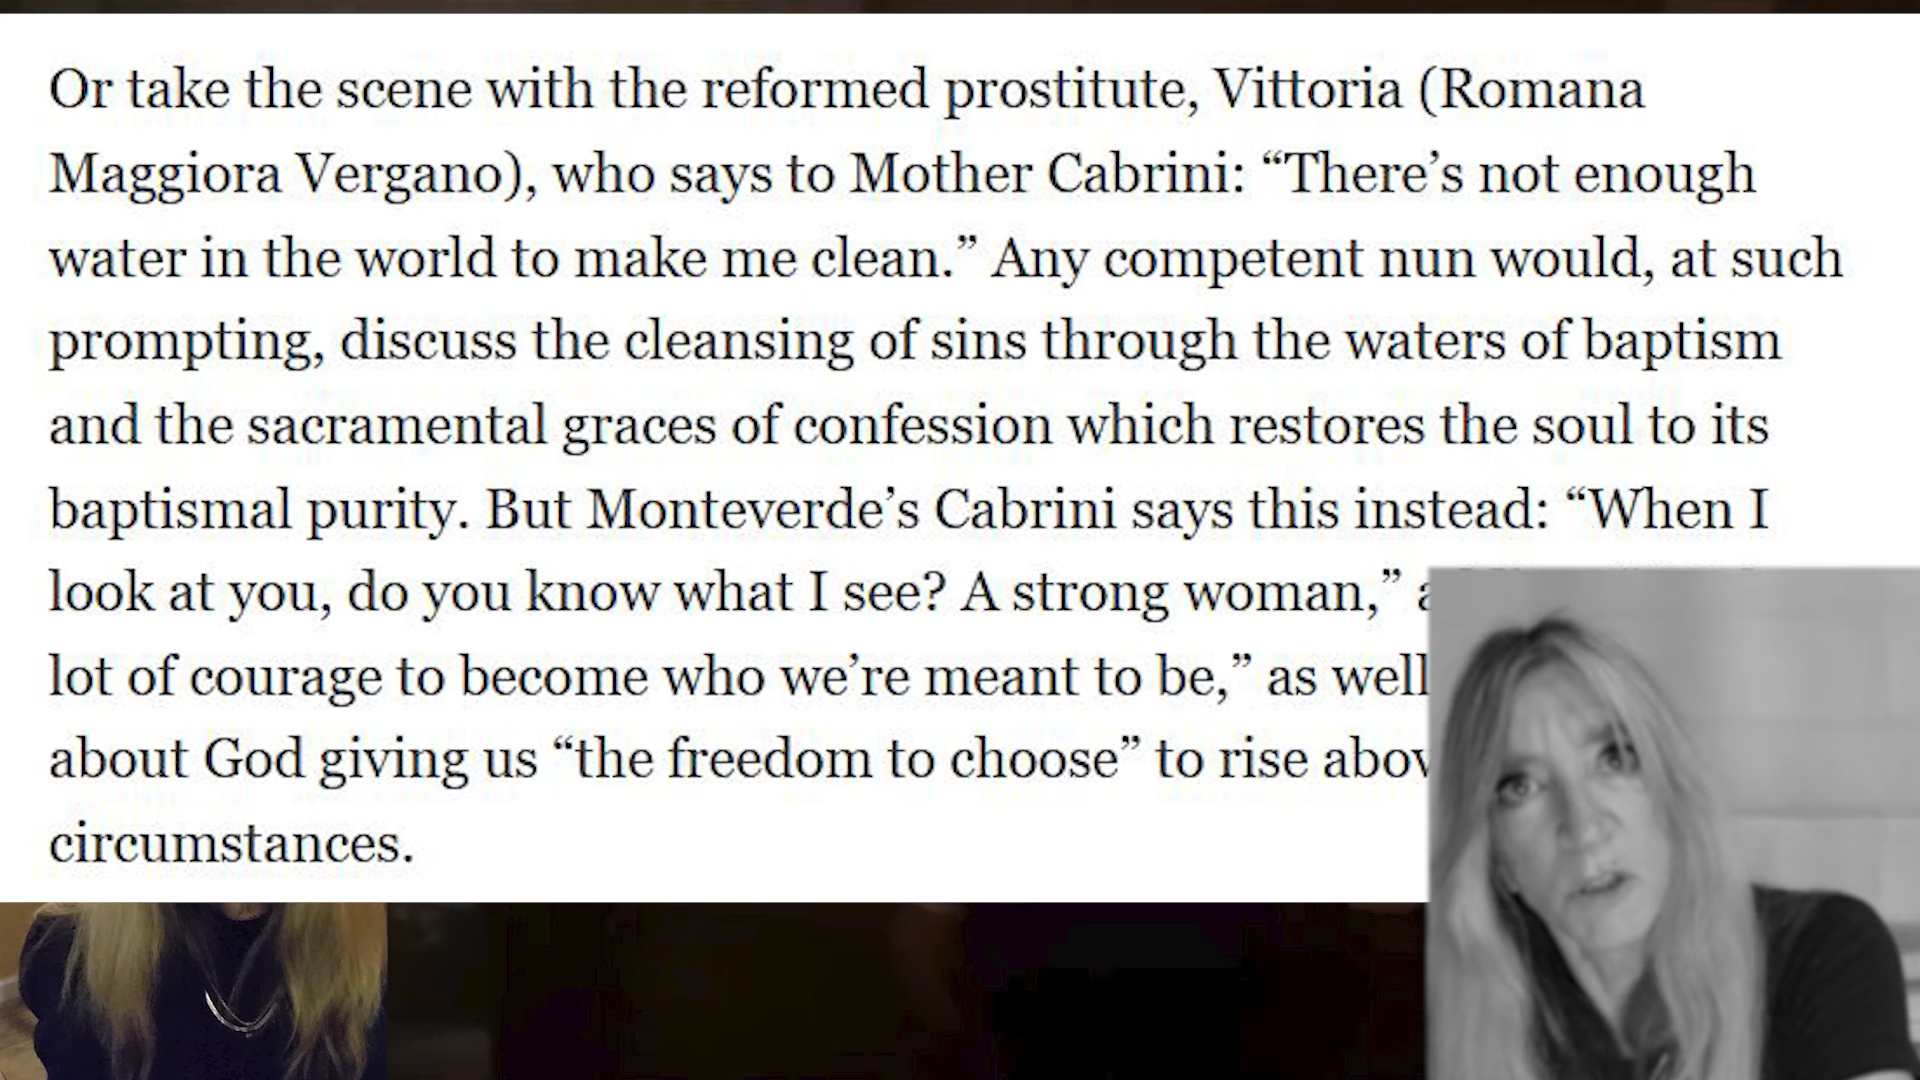 Or take the scene with the reformed prostitute, Vittoria (Romana
Maggiora Vergano), who says to Mother Cabrini: “There’s not enough
water in the world to make me clean.” Any competent nun would, at such
prompting, discuss the cleansing of sins through the waters of baptism
and the sacramental graces of confession which restores the soul to its
baptismal purity. But Monteverde’s Cabrini says this instead: “When I
look at you, do you know what I see? A strong woman,”
lot of courage to become who we’re meant to be,” as well
about God giving us “the freedom to choose” to rise
circumstances.